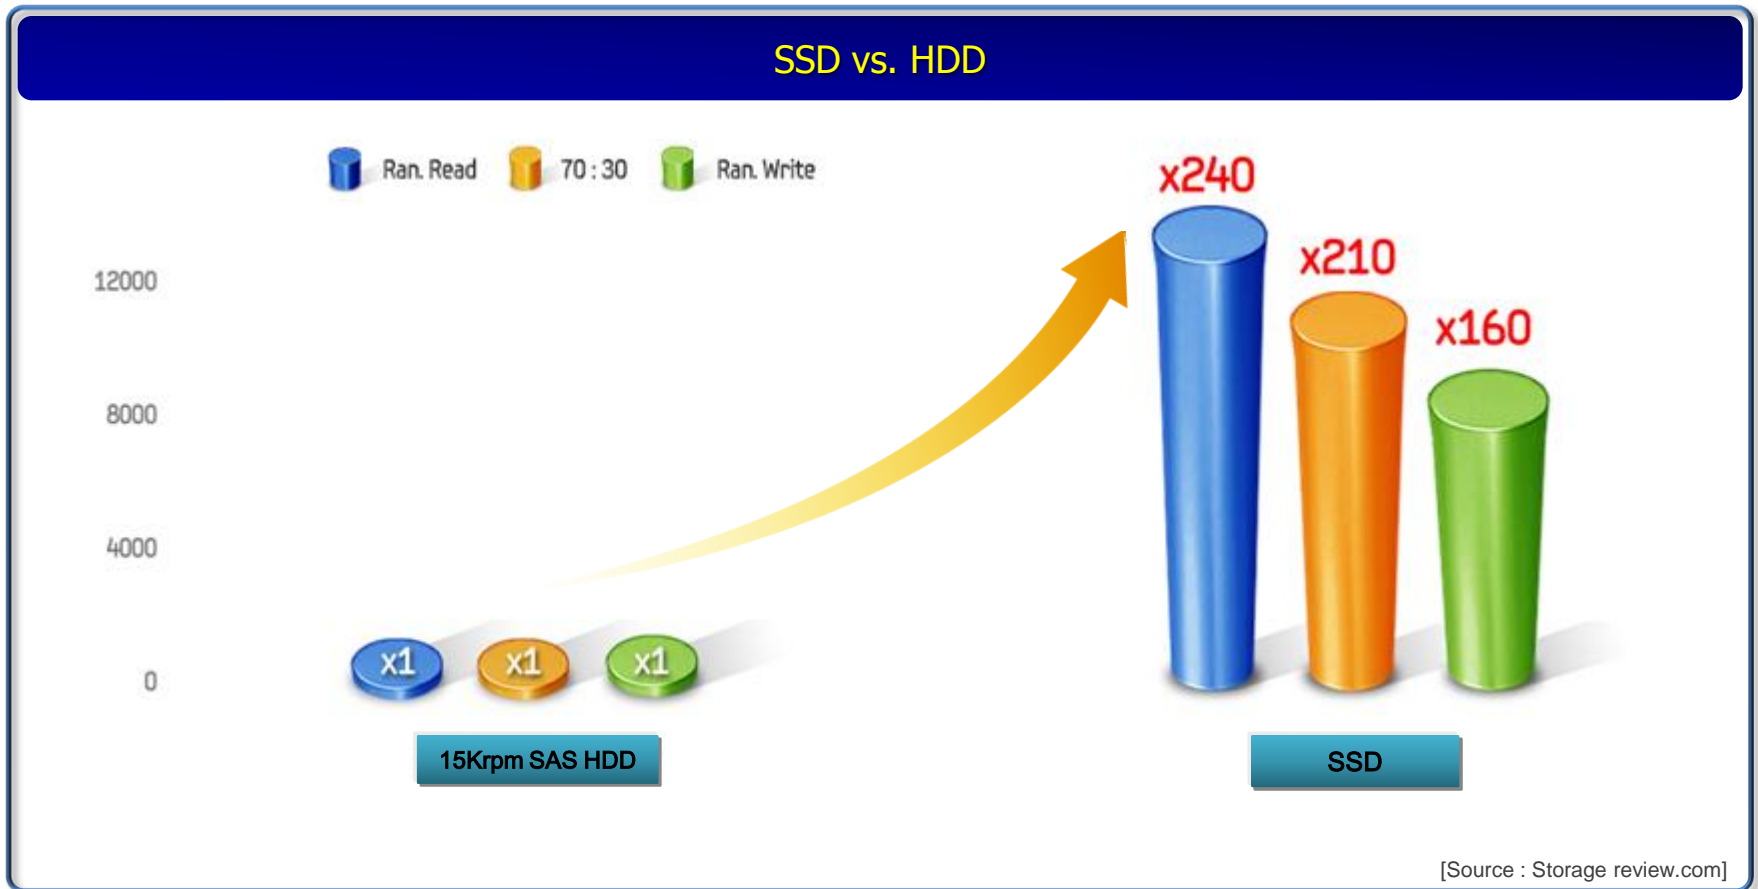 SSD vs. HDD
Ran. Read 70 : 30 Ran. Write
x240
x210
x160
12000
8000
4000
0
x1 x1 x1
15Krpm SAS HDD
SSD
[Source : Storage review.com]